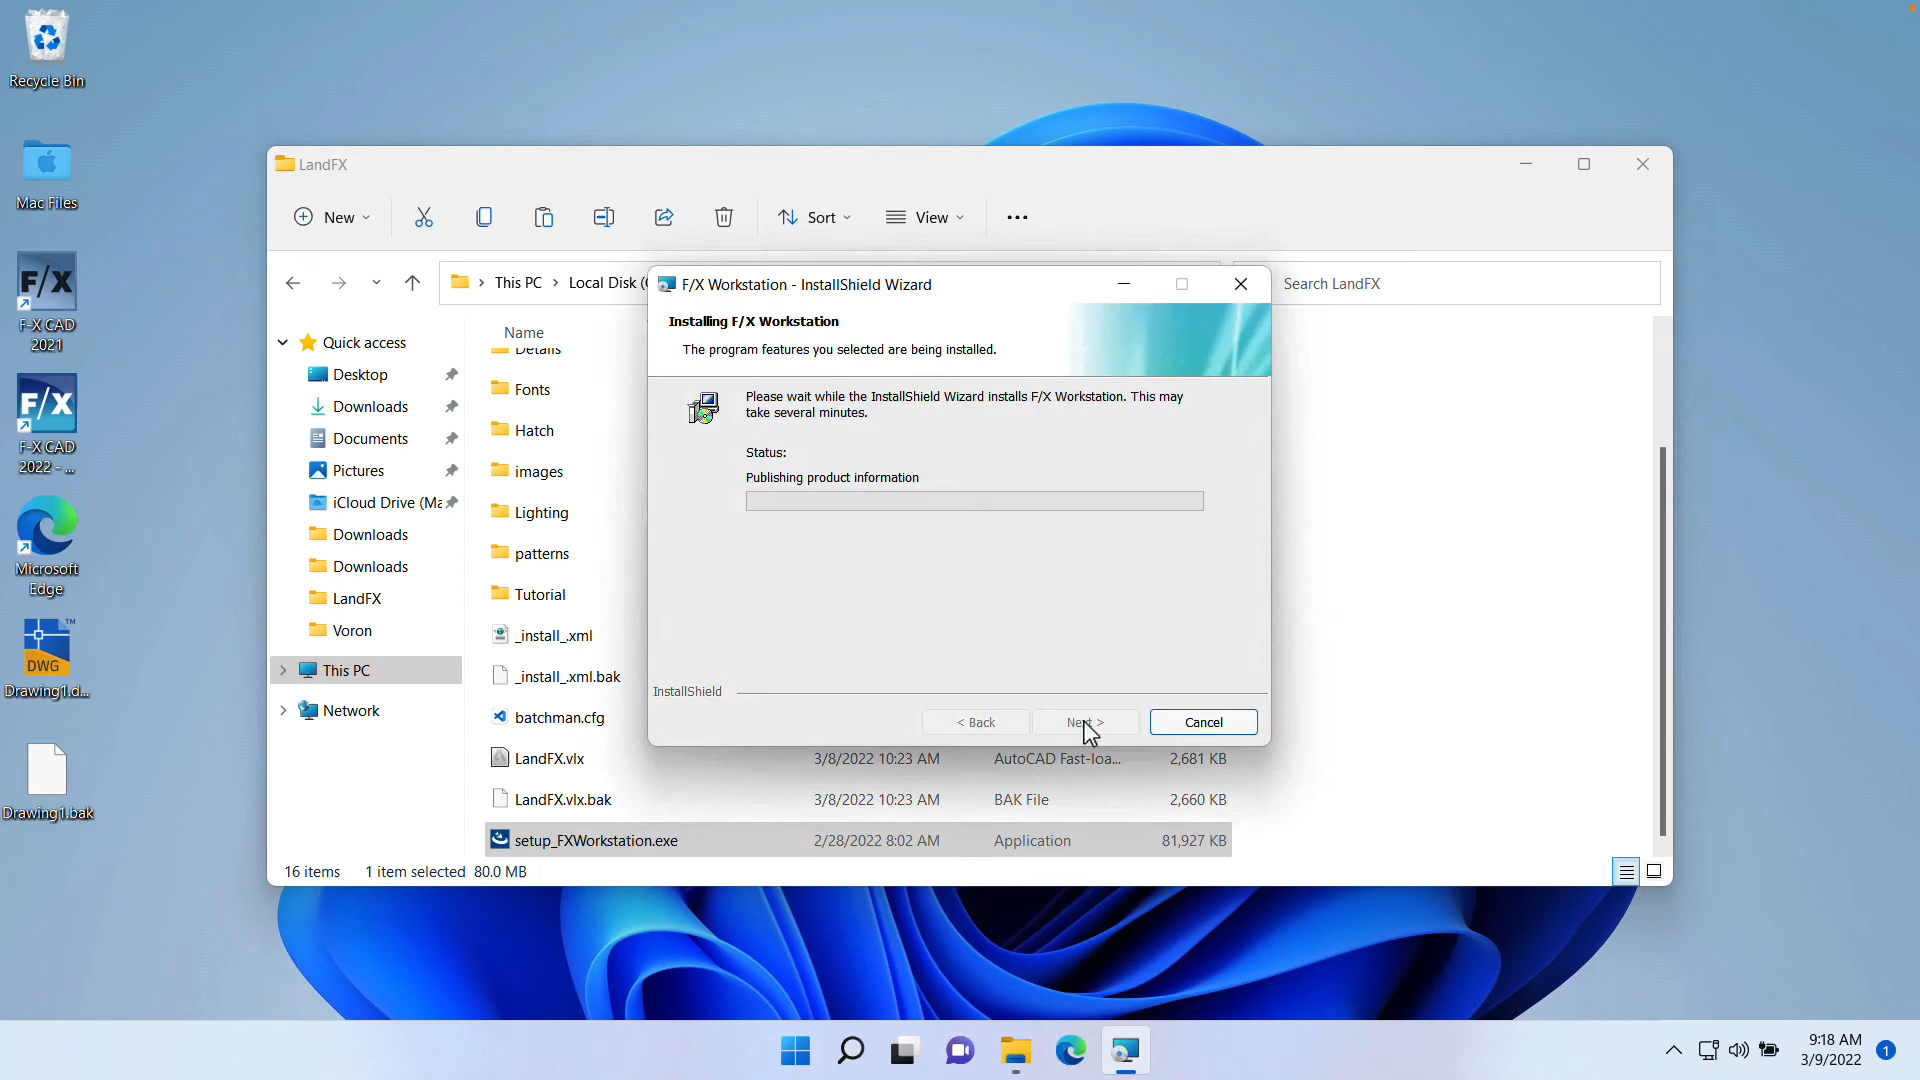 Recycle Bin
Mac Files
F/X
F-X CAD
2021
F/X
F-X CAD
2022 - ...
Microsoft
Edge
DWG
TM
Drawing1.d...
Drawing1.bak
LandFX
New
Sort
View
This PC
Local Disk (
Search LandFX
Quick access
Desktop
Downloads
Documents
Pictures
iCloud Drive (Ma
Downloads
Downloads
LandFX
Voron
This PC
Network
Name
Details
Fonts
Hatch
images
Lighting
patterns
Tutorial
_install_.xml
_install_.xml.bak
batchman.cfg
LandFX.vlx 3/8/2022 10:23 AM AutoCAD Fast-loa... 2,681 KB
LandFX.vlx.bak 3/8/2022 10:23 AM BAK File 2,660 KB
setup_FXWorkstation.exe 2/28/2022 8:02 AM Application 81,927 KB
16 items 1 item selected 80.0 MB
F/X Workstation - InstallShield Wizard
Installing F/X Workstation
The program features you selected are being installed.
Please wait while the InstallShield Wizard installs F/X Workstation. This may
take several minutes.
Status:
Publishing product information
InstallShield
< Back
Next >
Cancel
9:18 AM
3/9/2022
1